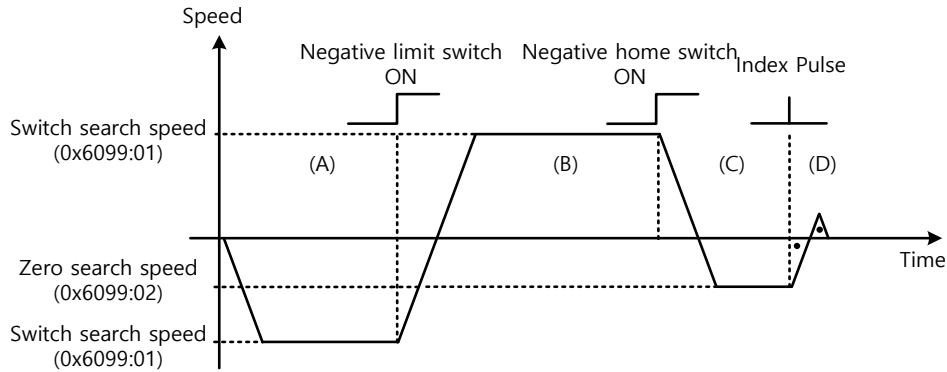 Speed
Negative limit switch
ON
Negative home switch
ON
Index Pulse
Switch search speed
(0x6099:01)
(A)
(B)
(C)
(D)
Time
Zero search speed
(0x6099:02)
Switch search speed
(0x6099:01)